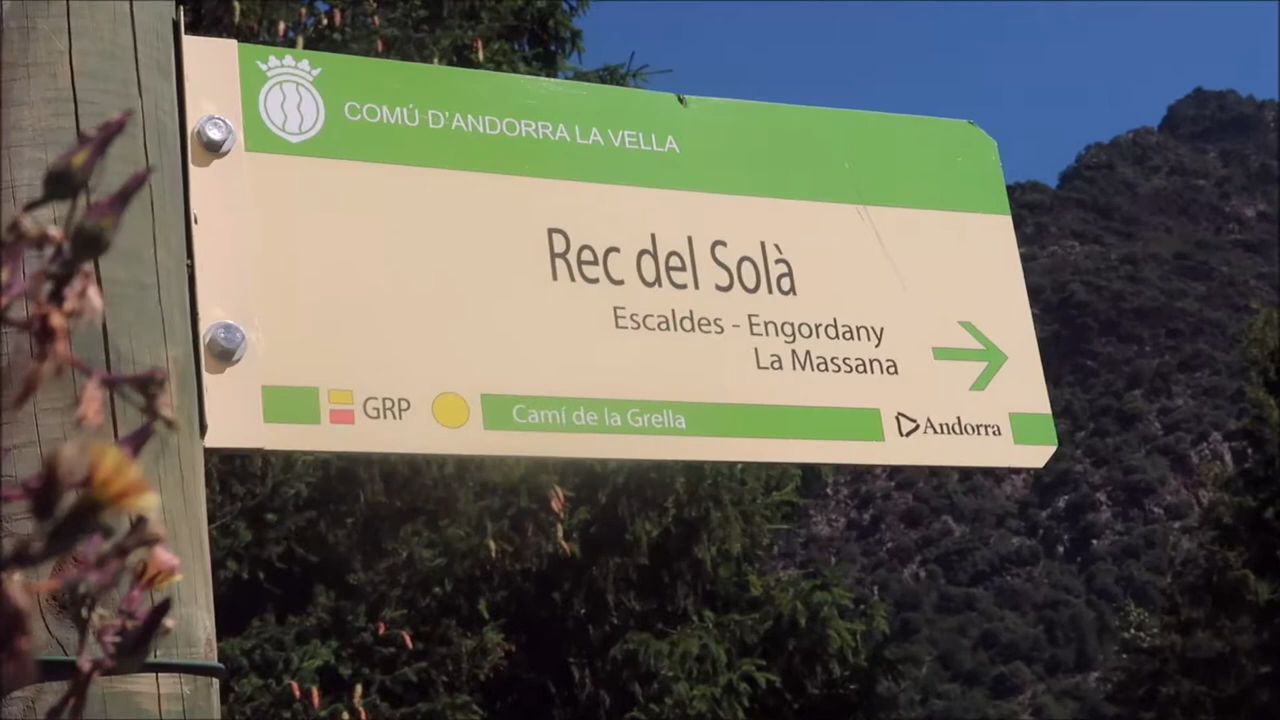 COMÚ D'ANDORRA LA VELLA
Rec del Solà
Escaldes - Engordany
La Massana
GRP
Camí de la Grella
Andorra